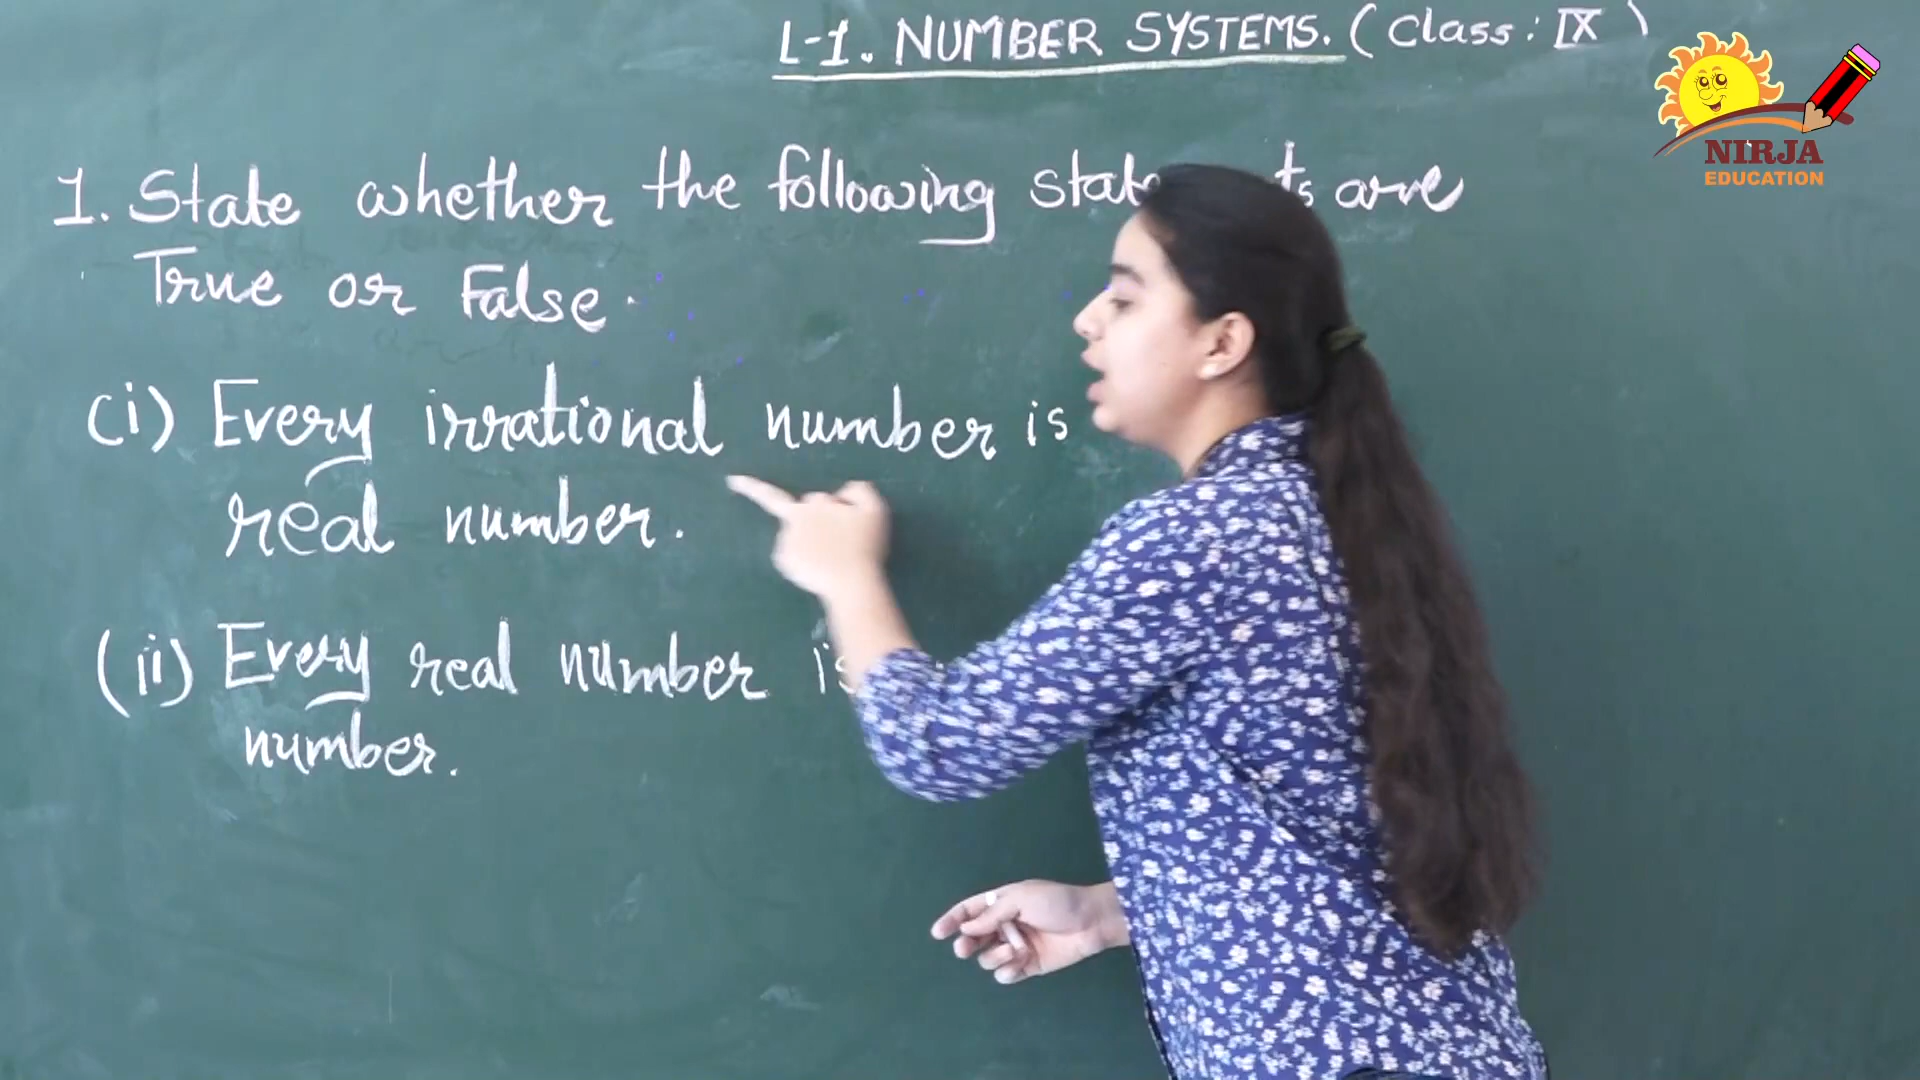 L-1. NUMBER SYSTEMS. (Class: IX)
NIRJA
EDUCATION
1. State whether the following are
True or False.
(i) Every irrational number is
real number.
(ii) Every real number is
number.